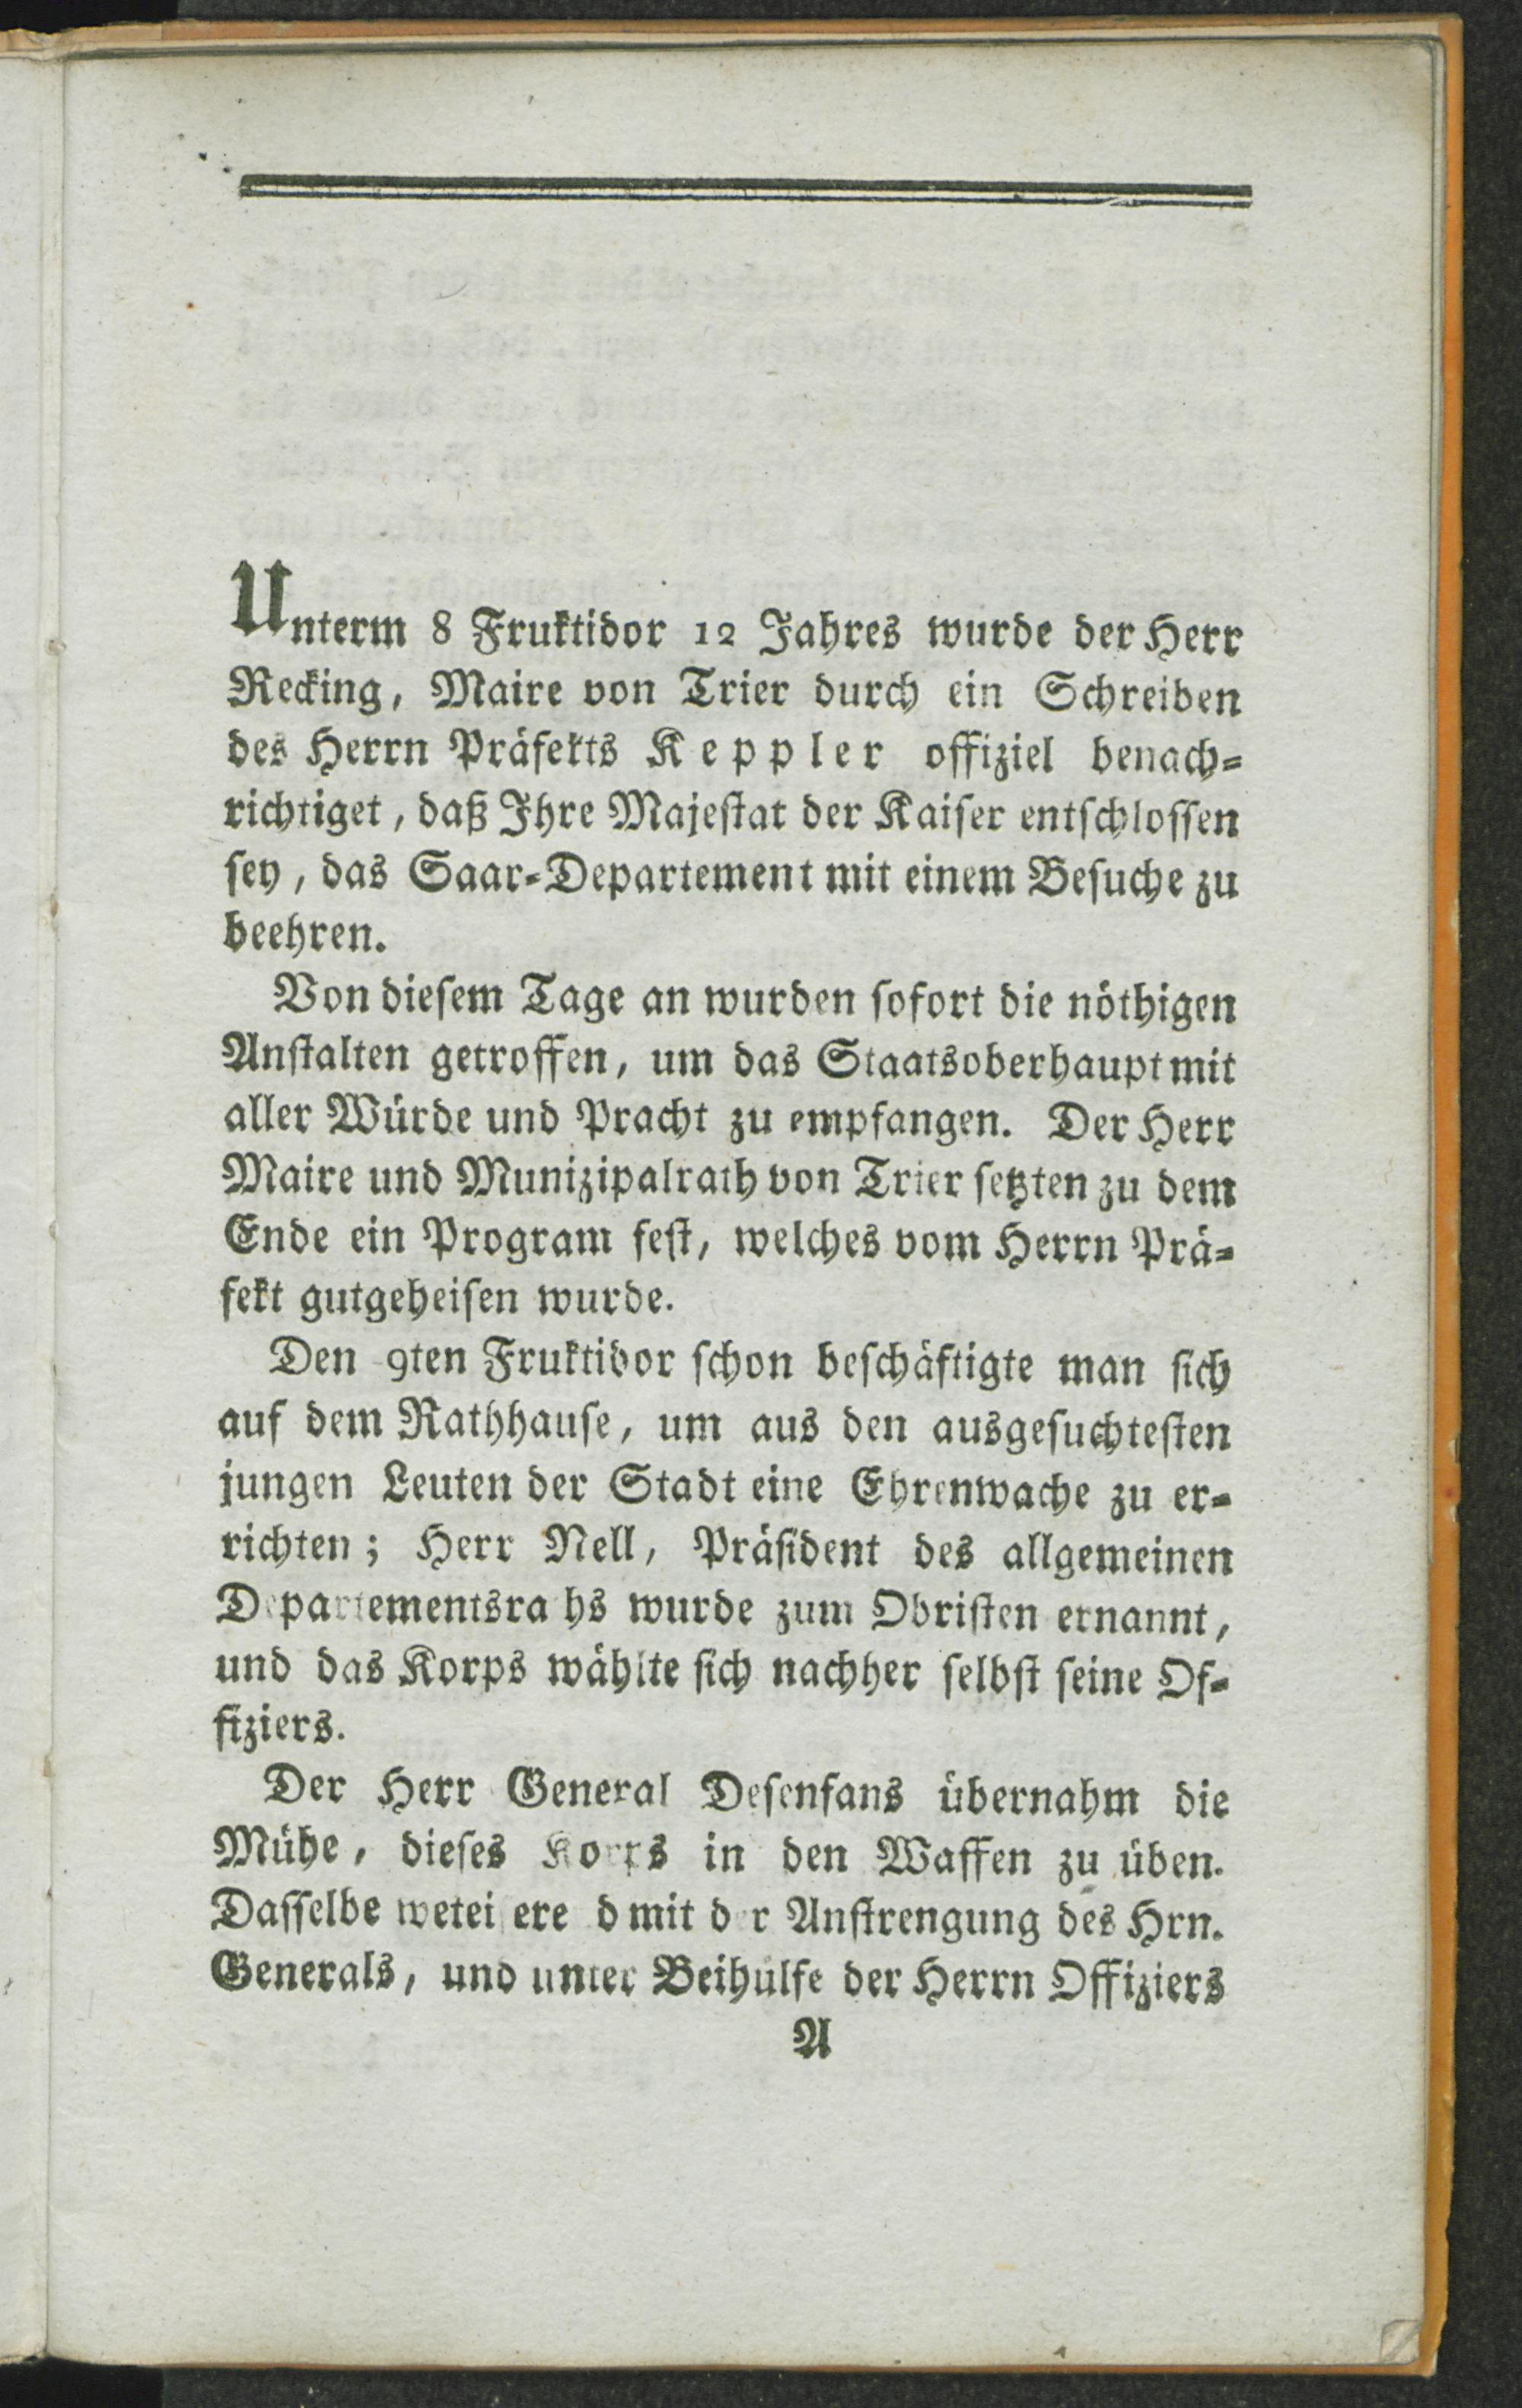 Unterm 8 Fruktidor 12 Jahres wurde der Herr
Recking, Maire von Trier durch ein Schreiben
des Herrn Präfekts Keppler offiziel benach-
richtiget, daß Ihre Majestat der Kaiser entschlossen
sey, das Saar-Departement mit einem Besuche zu
beehren.
Von diesem Tage an wurden sofort die nöthigen
Anstalten getroffen, um das Staatsoberhaupt mit
aller Würde und Pracht zu empfangen. Der Herr
Maire und Munizipalrath von Trier setzten zu dem
Ende ein Program fest, welches vom Herrn Prä-
fekt gutgeheisen wurde.
Den 9ten Fruktidor schon beschäftigte man sich
auf dem Rathhause, um aus den ausgesuchtesten
jungen Leuten der Stadt eine Ehrenwache zu er-
richten; Herr Nell, Präsident des allgemeinen
Departementsra hs wurde zum Obristen ernannt,
und das Korps wählte sich nachher selbst seine Of-
fiziers.
Der Herr General Desenfans übernahm die
Mühe, dieses Korps in den Waffen zu üben.
Dasselbe mit d r Anstrengung des Hrn.
Generals, und unter Beihülfe der Herrn Offiziers
A